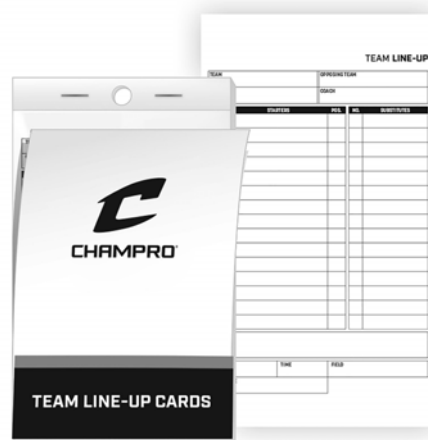 TEAM LINE-UP
TEAM
OPPOSING TEAM
COACH
STARTERS POS. NO. SUBSTITUTES
CHAMPRO
TIME FIELD
TEAM LINE-UP CARDS